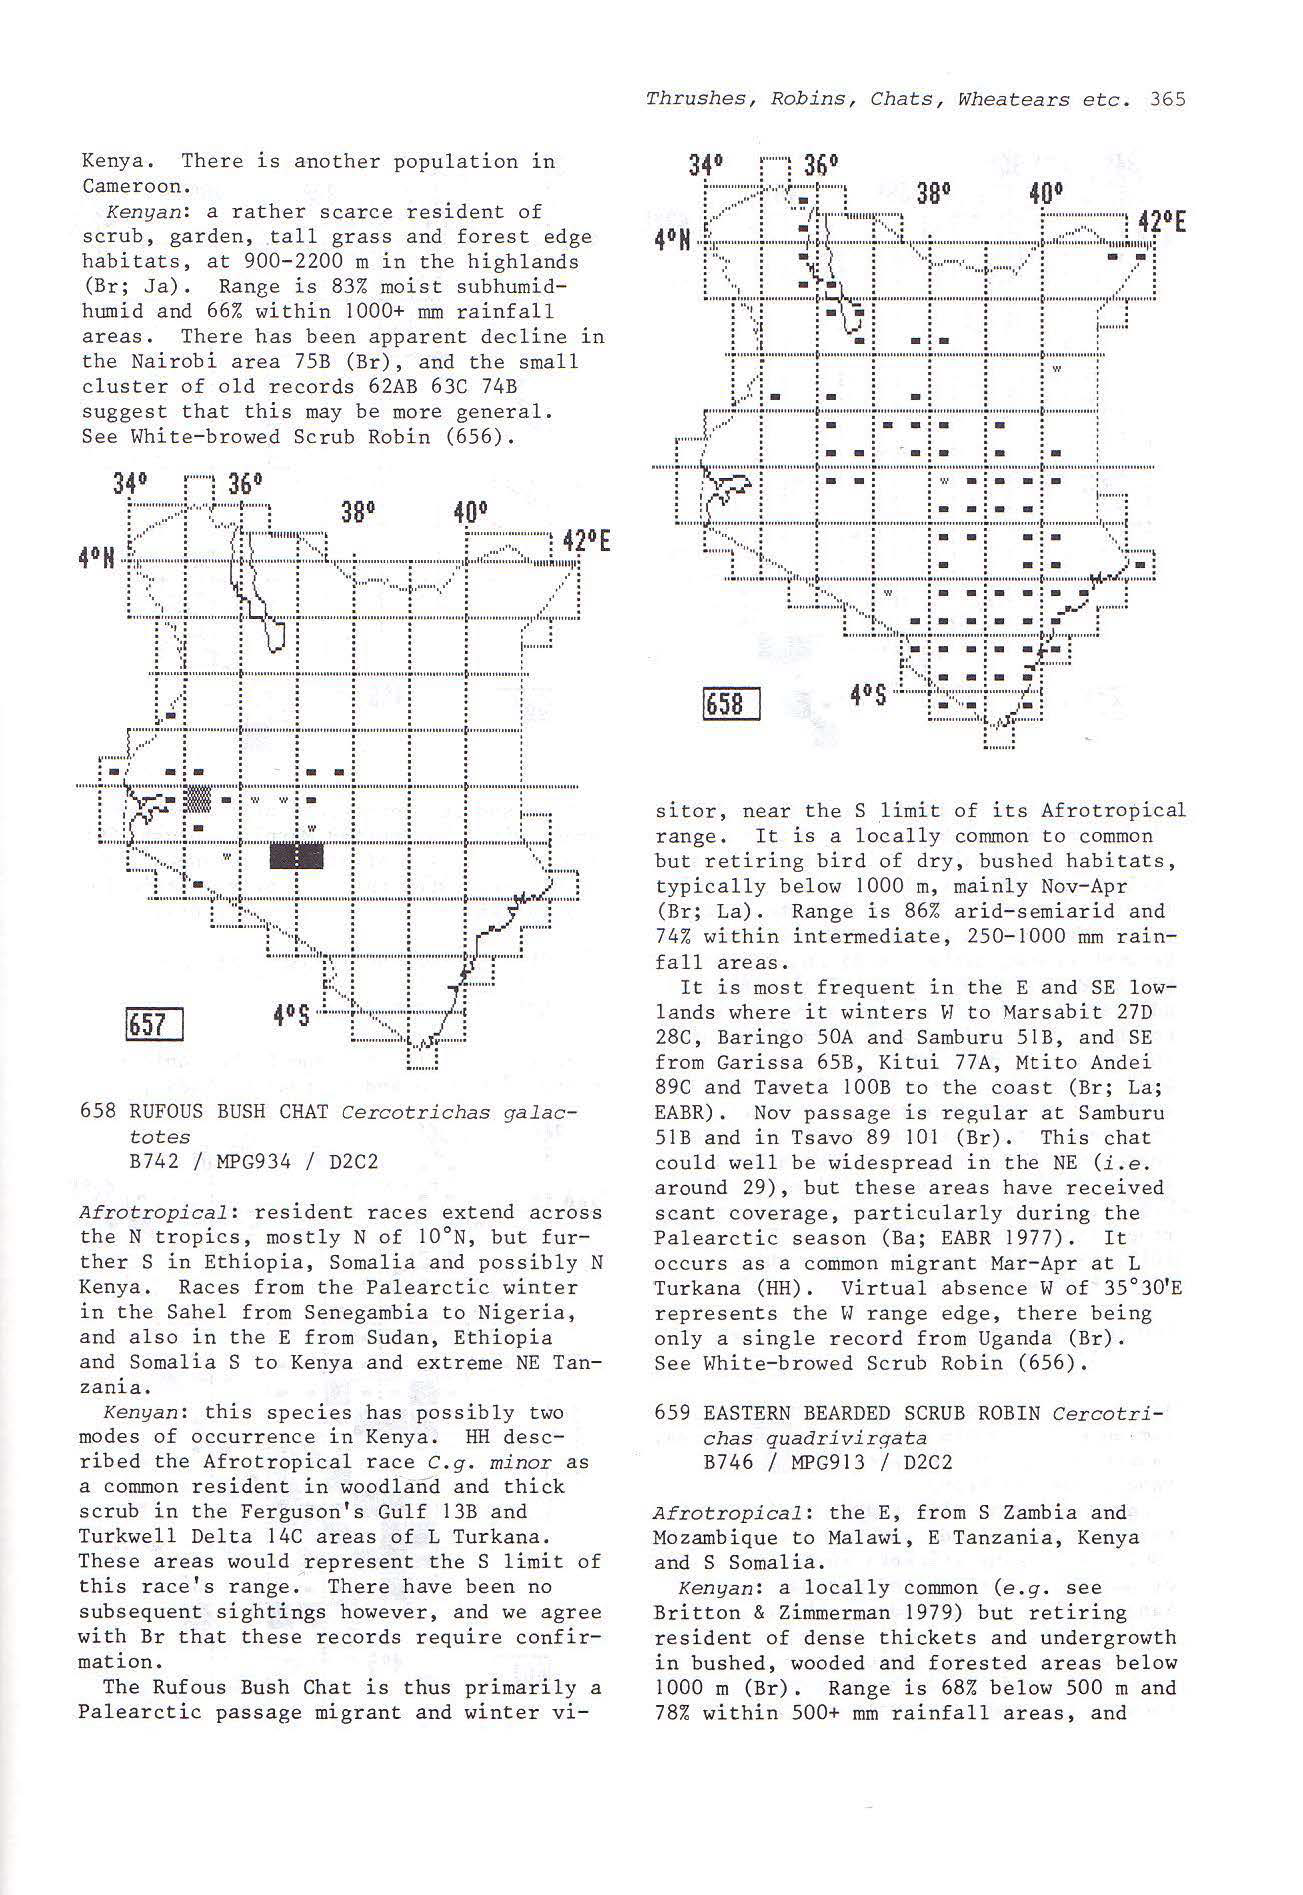 Thrushes, Robins, Chats, Wheatears etc. 365
Kenya. There is another population in
Cameroon.
Kenyan: a rather scarce resident of
scrub, garden, tall grass and forest edge
habitats, at 900-2200 m in the highlands
(Br; Ja). Range is 83% moist subhumid-
humid and 66% within 1000+ mm rainfall
areas. There has been apparent decline in
the Nairobi area 75B (Br), and the small
cluster of old records 62AB 63C 74B
suggest that this may be more general.
See White-browed Scrub Robin (656).
34° 36°
38° 40°
42°E
4°N
4°S
657
658 RUFOUS BUSH CHAT Cercotrichas galac-
totes
B742 / MPG934 / D2C2
Afrotropical: resident races extend across
the N tropics, mostly N of 10°N, but fur-
ther S in Ethiopia, Somalia and possibly N
Kenya. Races from the Palearctic winter
in the Sahel from Senegambia to Nigeria,
and also in the E from Sudan, Ethiopia
and Somalia S to Kenya and extreme NE Tan-
zania.
Kenyan: this species has possibly two
modes of occurrence in Kenya. HH desc-
ribed the Afrotropical race C.g. minor as
a common resident in woodland and thick
scrub in the Ferguson's Gulf 13B and
Turkwell Delta 14C areas of L Turkana.
These areas would represent the S limit of
this race's range. There have been no
subsequent sightings however, and we agree
with Br that these records require confir-
mation.
The Rufous Bush Chat is thus primarily a
Palearctic passage migrant and winter vi-
34° 36°
38° 40°
42°E
4°N
W
W
W
658
4°S
sitor, near the S limit of its Afrotropical
range. It is a locally common to common
but retiring bird of dry, bushed habitats,
typically below 1000 m, mainly Nov-Apr
(Br; La). Range is 86% arid-semiarid and
74% within intermediate, 250-1000 mm rain-
fall areas.
It is most frequent in the E and SE low-
lands where it winters W to Marsabit 27D
28C, Baringo 50A and Samburu 51B, and SE
from Garissa 65B, Kitui 77A, Mtito Andei
89C and Taveta 100B to the coast (Br; La;
EABR). Nov passage is regular at Samburu
51B and in Tsavo 89 101 (Br). This chat
could well be widespread in the NE (i.e.
around 29), but these areas have received
scant coverage, particularly during the
Palearctic season (Ba; EABR 1977). It
occurs as a common migrant Mar-Apr at L
Turkana (HH). Virtual absence W of 35°30'E
represents the W range edge, there being
only a single record from Uganda (Br).
See White-browed Scrub Robin (656).
659 EASTERN BEARDED SCRUB ROBIN Cercotri-
chas quadrivirgata
B746 / MPG913 / D2C2
Afrotropical: the E, from S Zambia and
Mozambique to Malawi, E Tanzania, Kenya
and S Somalia.
Kenyan: a locally common (e.g. see
Britton & Zimmerman 1979) but retiring
resident of dense thickets and undergrowth
in bushed, wooded and forested areas below
1000 m (Br). Range is 68% below 500 m and
78% within 500+ mm rainfall areas, and